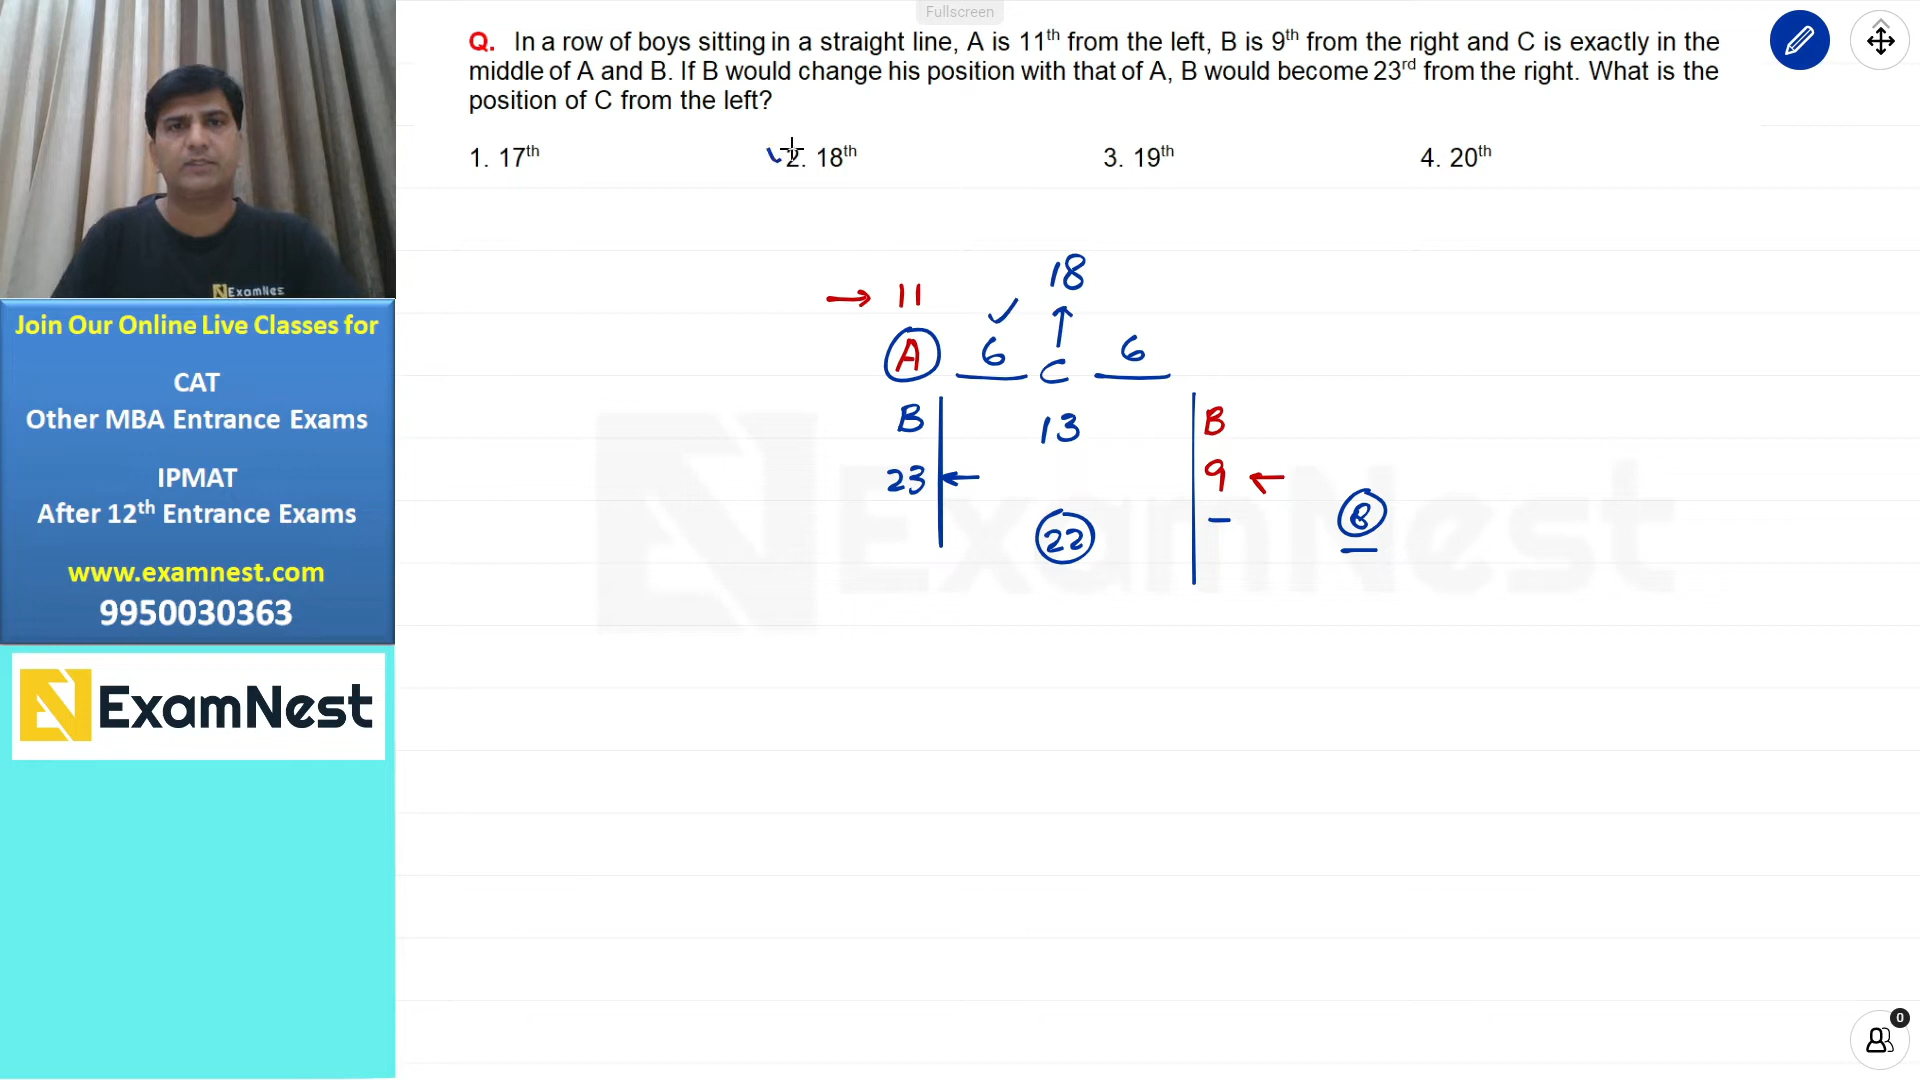 Fullscreen
Q. In a row of boys sitting in a straight line, A is 11th from the left, B is 9th from the right and C is exactly in the
middle of A and B. If B would change his position with that of A, B would become 23rd from the right. What is the
position of C from the left?
1. 17th 2. 18th 3. 19th 4. 20th
ExamNest
Join Our Online Live Classes for
CAT
Other MBA Entrance Exams
IPMAT
After 12th Entrance Exams
www.examnest.com
9950030363
ExamNest
18
→ 11
A 6 C 6
B 13 B
23 ← 9 ←
22 8
ExamNest
0